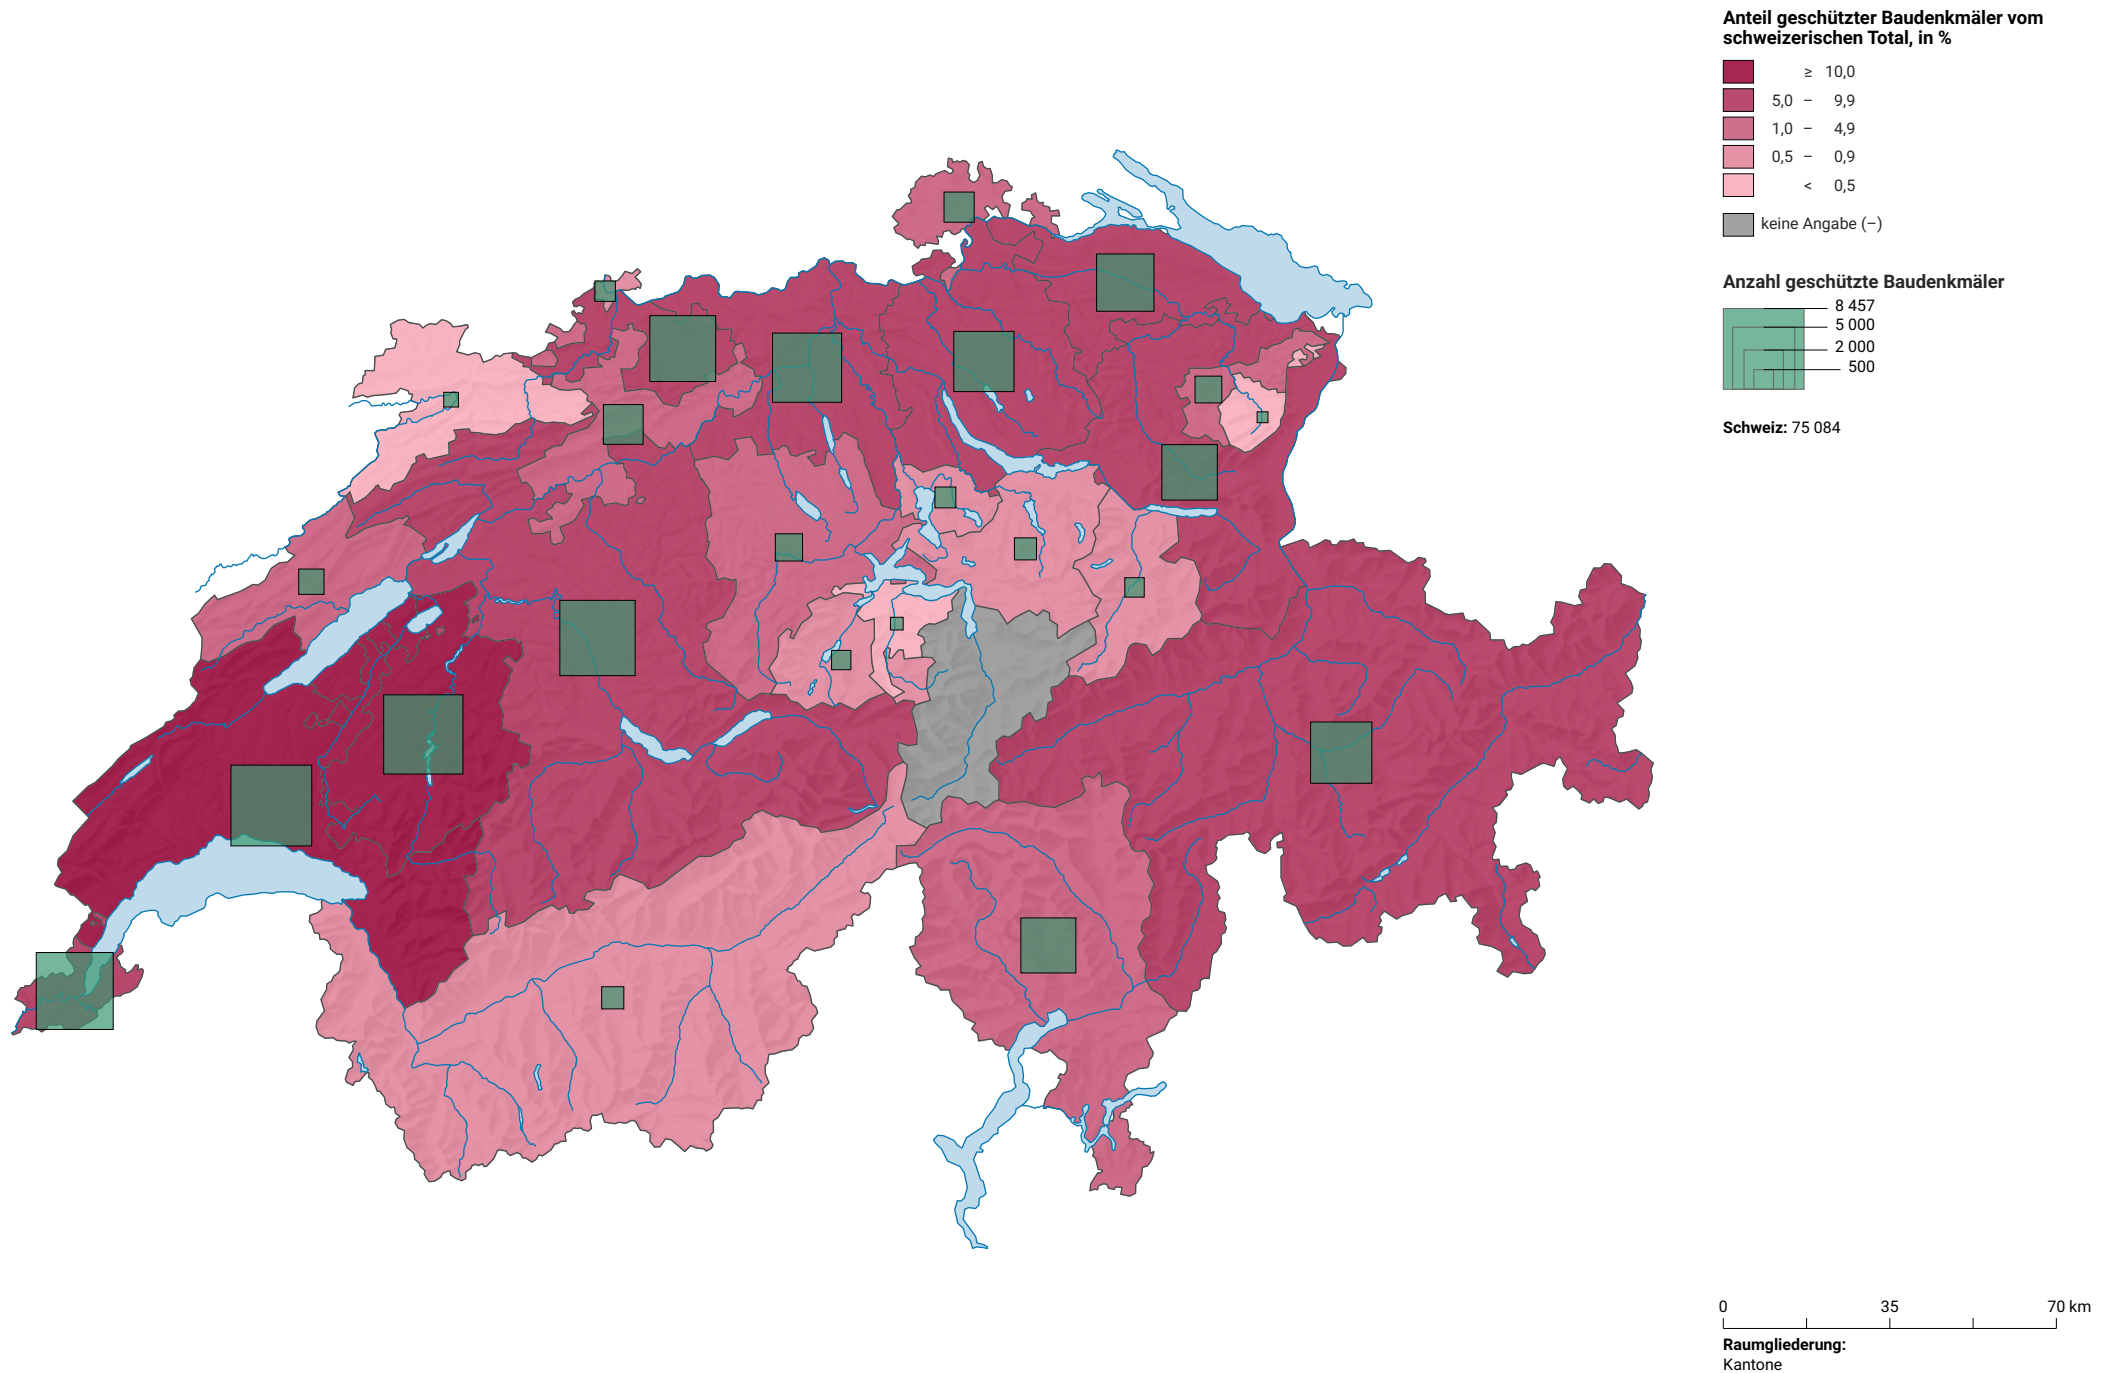 Anteil geschützter Baudenkmäler vom
schweizerischen Total, in %
≥ 10,0
5,0 – 9,9
1,0 – 4,9
0,5 – 0,9
< 0,5
keine Angabe (–)
Anzahl geschützte Baudenkmäler
8 457
5 000
2 000
500
Schweiz: 75 084
0 35 70 km
Raumgliederung:
Kantone